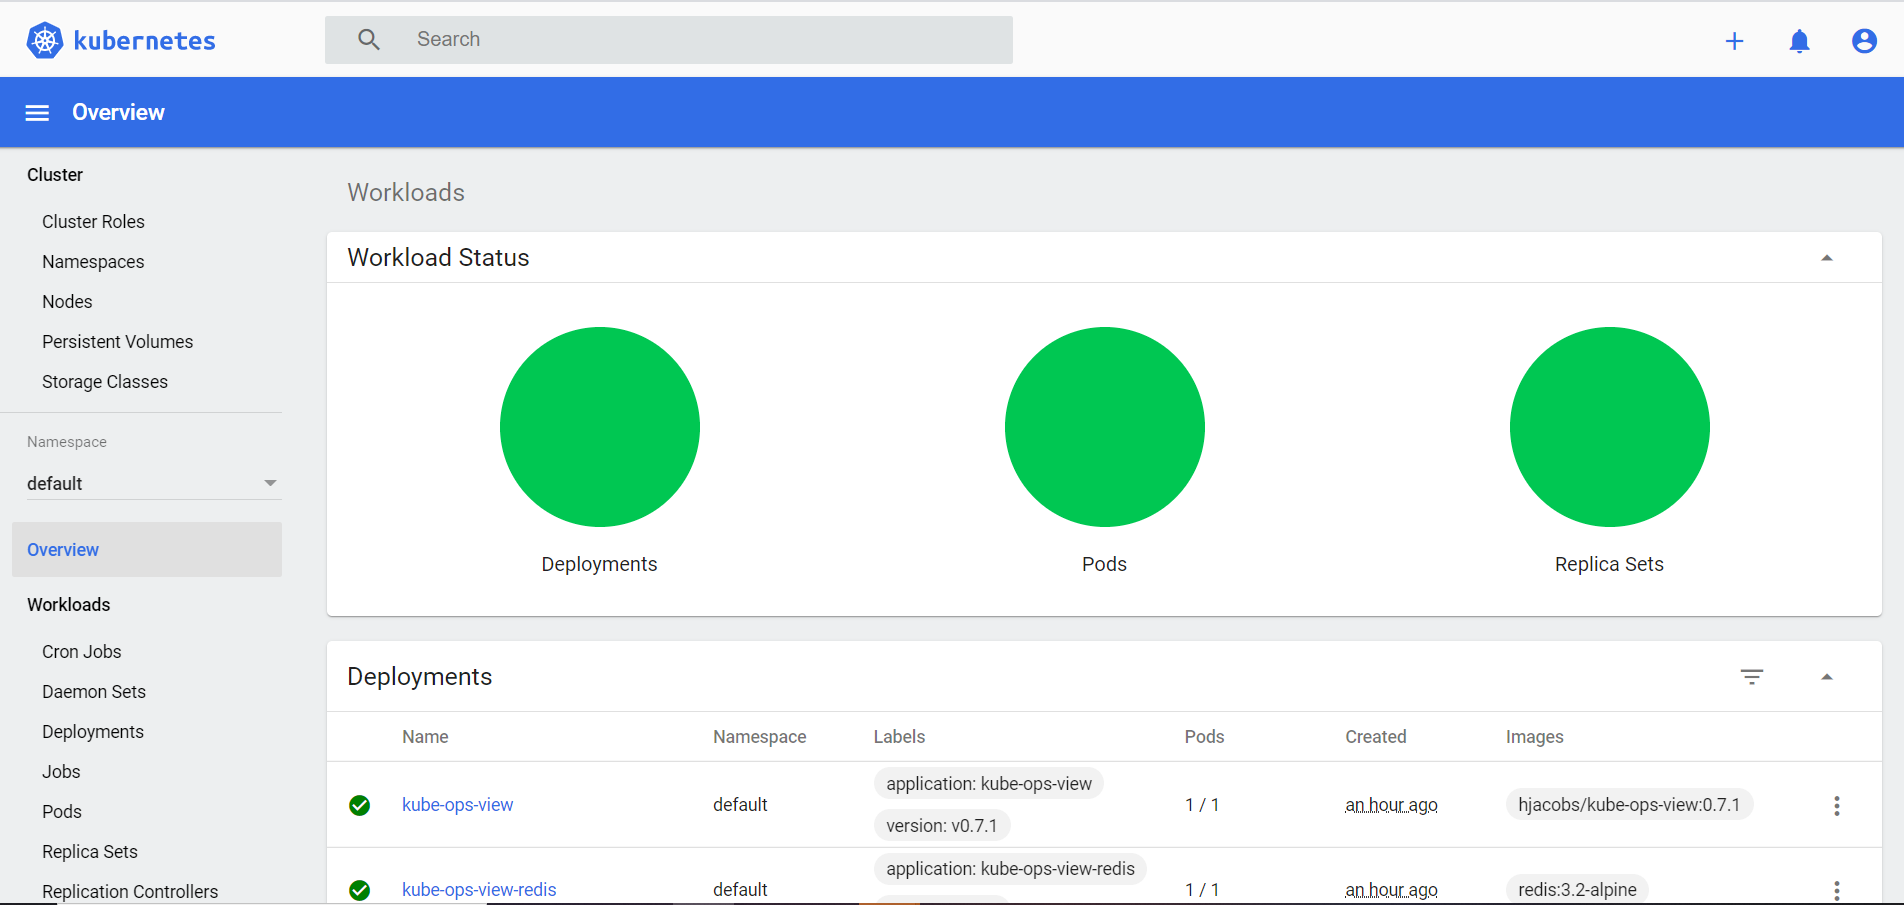 kubernetes
Search
Overview
Cluster
Cluster Roles
Namespaces
Nodes
Persistent Volumes
Storage Classes
Namespace
default
Overview
Workloads
Cron Jobs
Daemon Sets
Deployments
Jobs
Pods
Replica Sets
Replication Controllers
Workloads
Workload Status
Deployments
Pods
Replica Sets
Deployments
Name Namespace Labels Pods Created Images
kube-ops-view default application: kube-ops-view 1 / 1 an hour ago hjacobs/kube-ops-view:0.7.1
version: v0.7.1
kube-ops-view-redis default application: kube-ops-view-redis 1 / 1 an hour ago redis:3.2-alpine